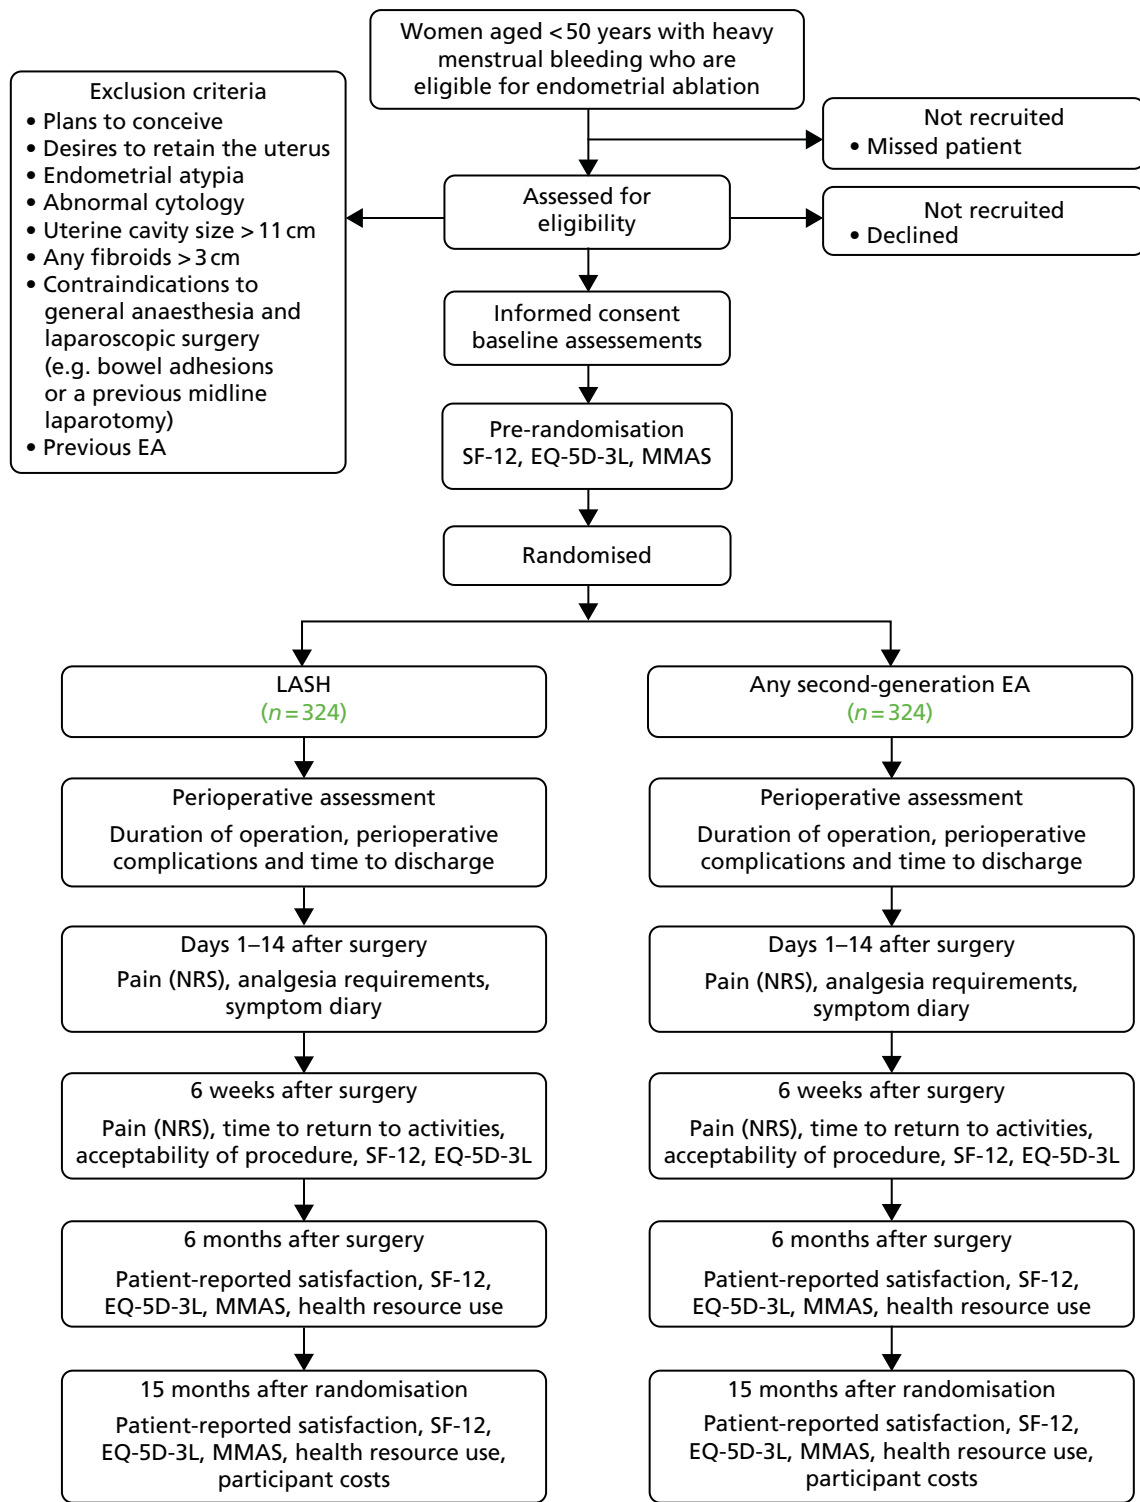 Women aged <50 years with heavy
menstrual bleeding who are
eligible for endometrial ablation
Exclusion criteria
• Plans to conceive
• Desires to retain the uterus
• Endometrial atypia
• Abnormal cytology
• Uterine cavity size >11 cm
• Any fibroids >3 cm
• Contraindications to
general anaesthesia and
laparoscopic surgery
(e.g. bowel adhesions
or a previous midline
laparotomy)
• Previous EA
Not recruited
• Missed patient
Assessed for
eligibility
Not recruited
• Declined
Informed consent
baseline assessements
Pre-randomisation
SF-12, EQ-5D-3L, MMAS
Randomised
LASH
(n=324)
Perioperative assessment
Duration of operation, perioperative
complications and time to discharge
Days 1–14 after surgery
Pain (NRS), analgesia requirements,
symptom diary
6 weeks after surgery
Pain (NRS), time to return to activities,
acceptability of procedure, SF-12, EQ-5D-3L
6 months after surgery
Patient-reported satisfaction, SF-12,
EQ-5D-3L, MMAS, health resource use
15 months after randomisation
Patient-reported satisfaction, SF-12,
EQ-5D-3L, MMAS, health resource use,
participant costs
Any second-generation EA
(n=324)
Perioperative assessment
Duration of operation, perioperative
complications and time to discharge
Days 1–14 after surgery
Pain (NRS), analgesia requirements,
symptom diary
6 weeks after surgery
Pain (NRS), time to return to activities,
acceptability of procedure, SF-12, EQ-5D-3L
6 months after surgery
Patient-reported satisfaction, SF-12,
EQ-5D-3L, MMAS, health resource use
15 months after randomisation
Patient-reported satisfaction, SF-12,
EQ-5D-3L, MMAS, health resource use,
participant costs